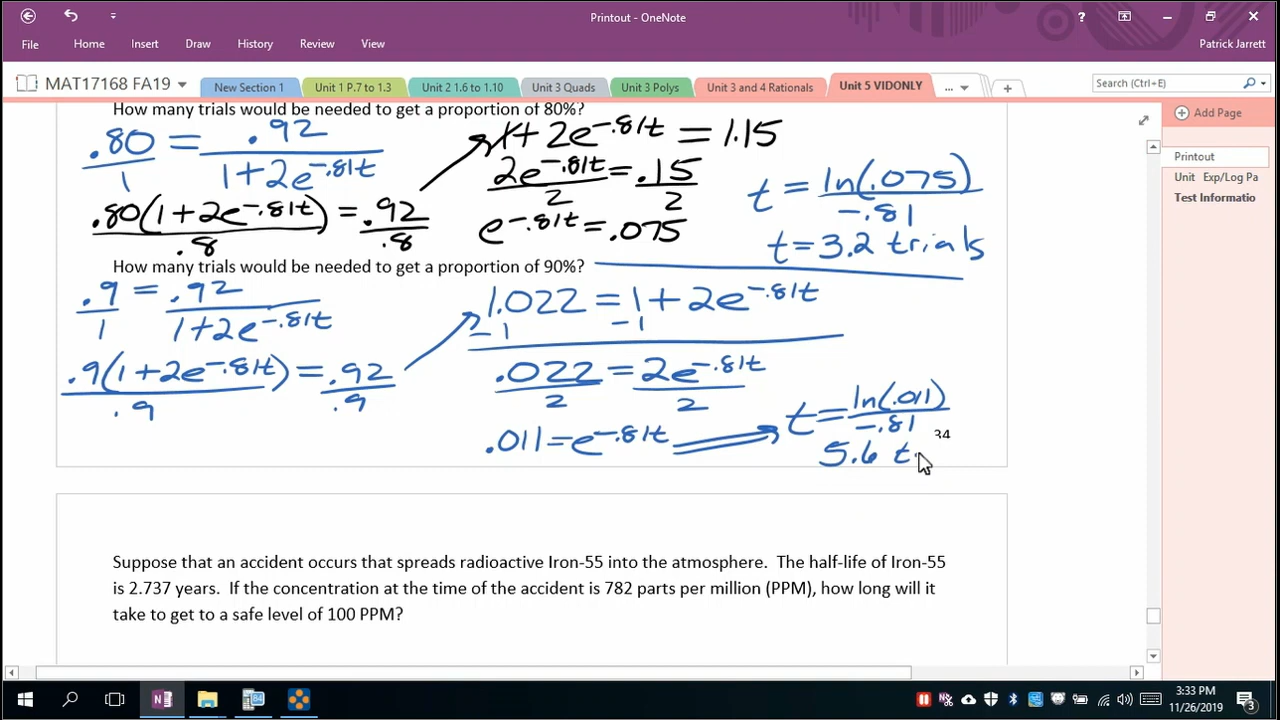 Printout - OneNote
?
File Home Insert Draw History Review View
Patrick Jarrett
MAT17168 FA19
New Section 1
Unit 1 P.7 to 1.3
Unit 2 1.6 to 1.10
Unit 3 Quads
Unit 3 Polys
Unit 3 and 4 Rationals
Unit 5 VIDONLY
...
Search (Ctrl+E)
Add Page
Printout
Unit Exp/Log Pa
Test Informatio
How many trials would be needed to get a proportion of 80%?
.80/1 = .92/(1+2e^-.81t)
.80(1+2e^-.81t)/.8 = .92/.8
1+2e^-.81t = 1.15
2e^-.81t/2 = .15/2
e^-.81t = .075
t = ln(.075)/-.81
t = 3.2 trials
How many trials would be needed to get a proportion of 90%?
.9/1 = .92/(1+2e^-.81t)
.9(1+2e^-.81t)/.9 = .92/.9
1.022 = 1+2e^-.81t
-1 -1
.022/2 = 2e^-.81t/2
.011 = e^-.81t
t = ln(.011)/-.81
5.6 t
34
Suppose that an accident occurs that spreads radioactive Iron-55 into the atmosphere. The half-life of Iron-55
is 2.737 years. If the concentration at the time of the accident is 782 parts per million (PPM), how long will it
take to get to a safe level of 100 PPM?
3:33 PM
11/26/2019
3